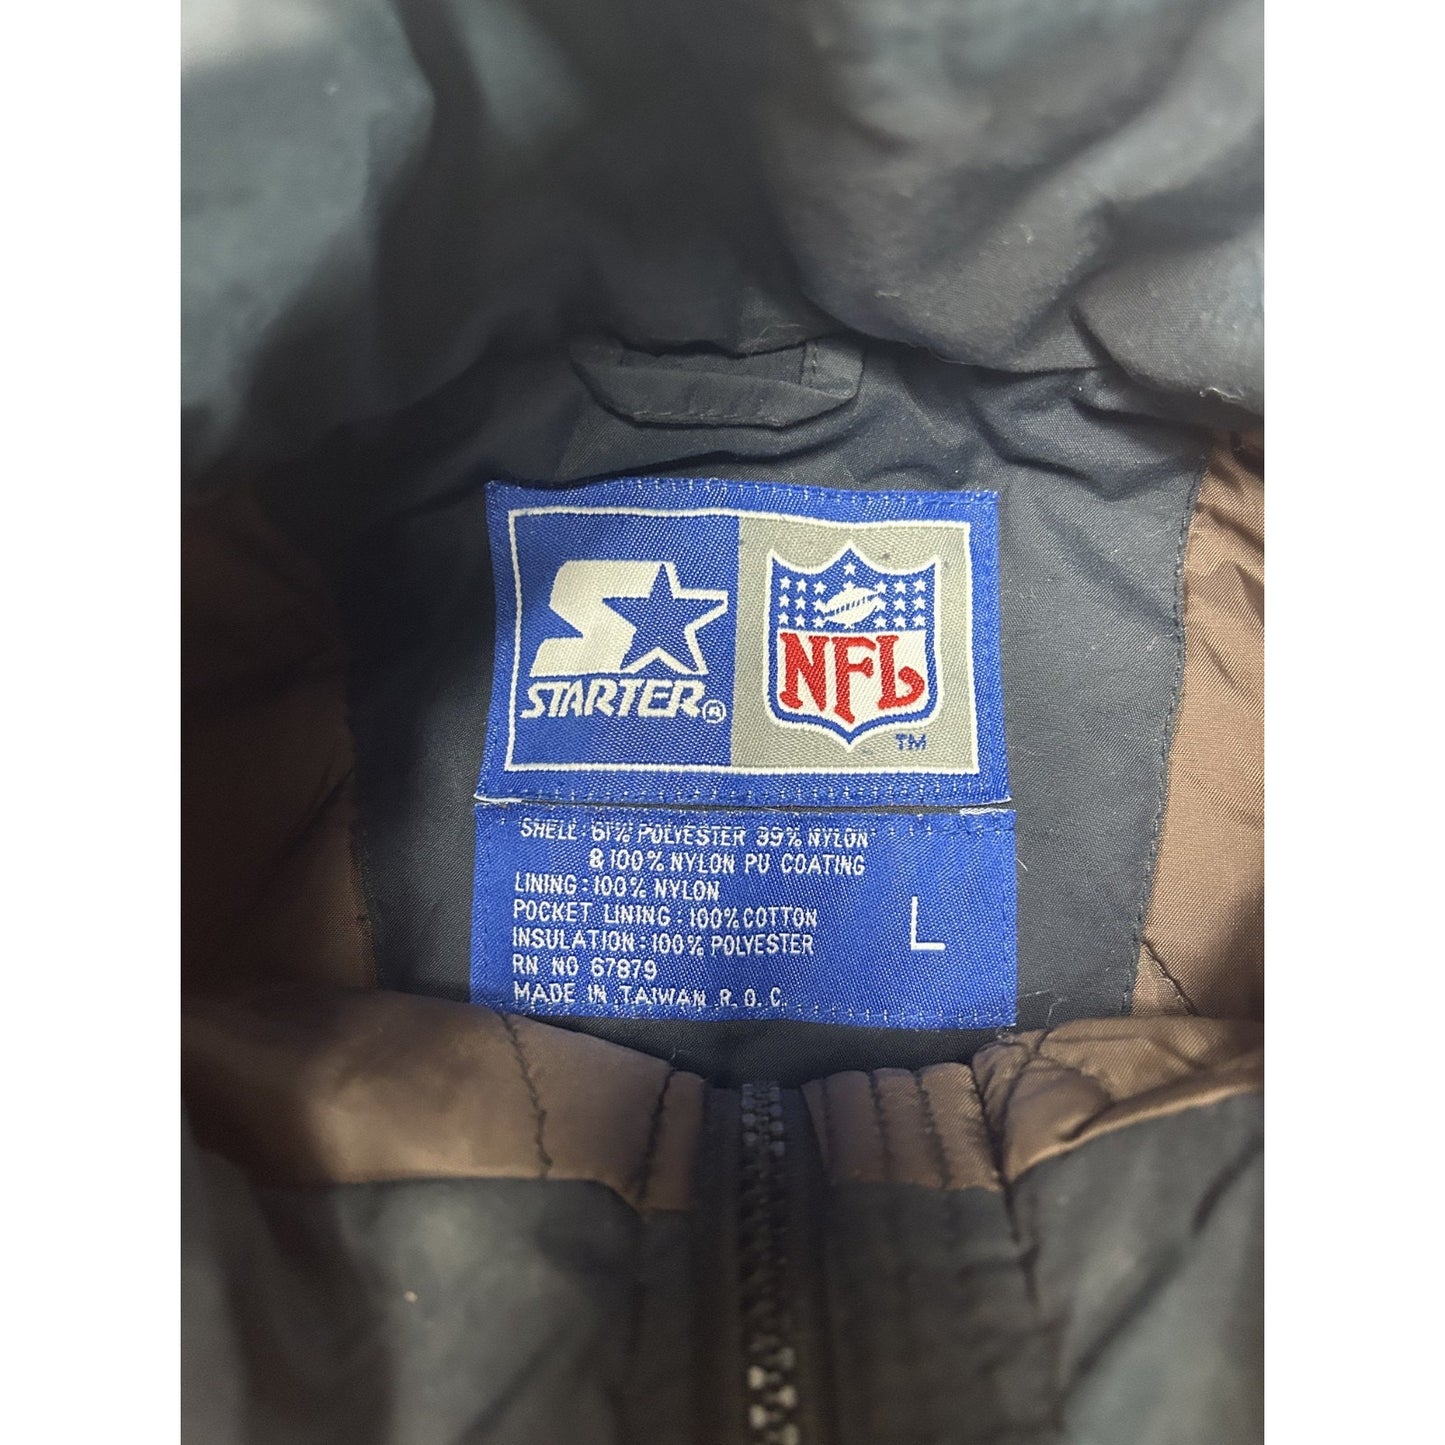 STARTER®
NFL
TM
SHELL: 61% POLYESTER 39% NYLON
& 100% NYLON PU COATING
LINING: 100% NYLON
POCKET LINING: 100% COTTON
INSULATION: 100% POLYESTER
RN NO 67879
MADE IN TAIWAN R.O.C.
L